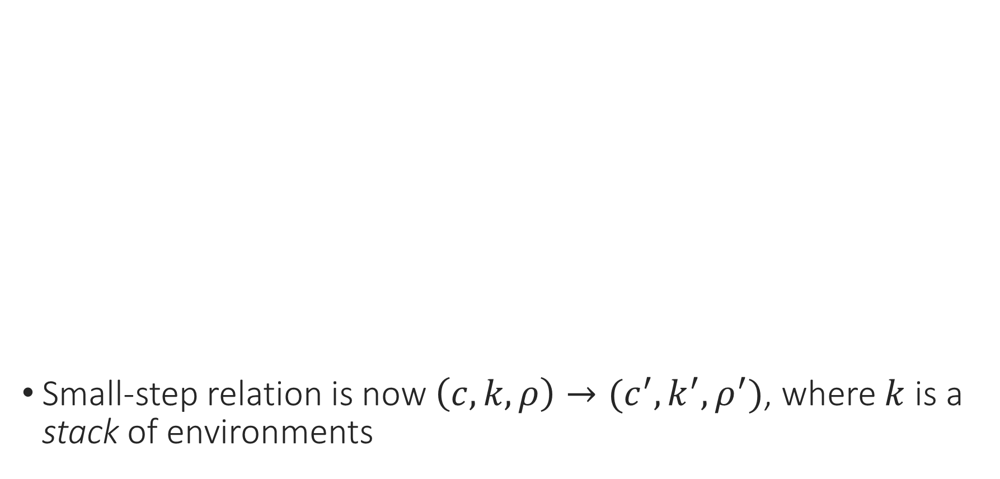 • Small-step relation is now (c, k, ρ) → (c′, k′, ρ′), where k is a
stack of environments